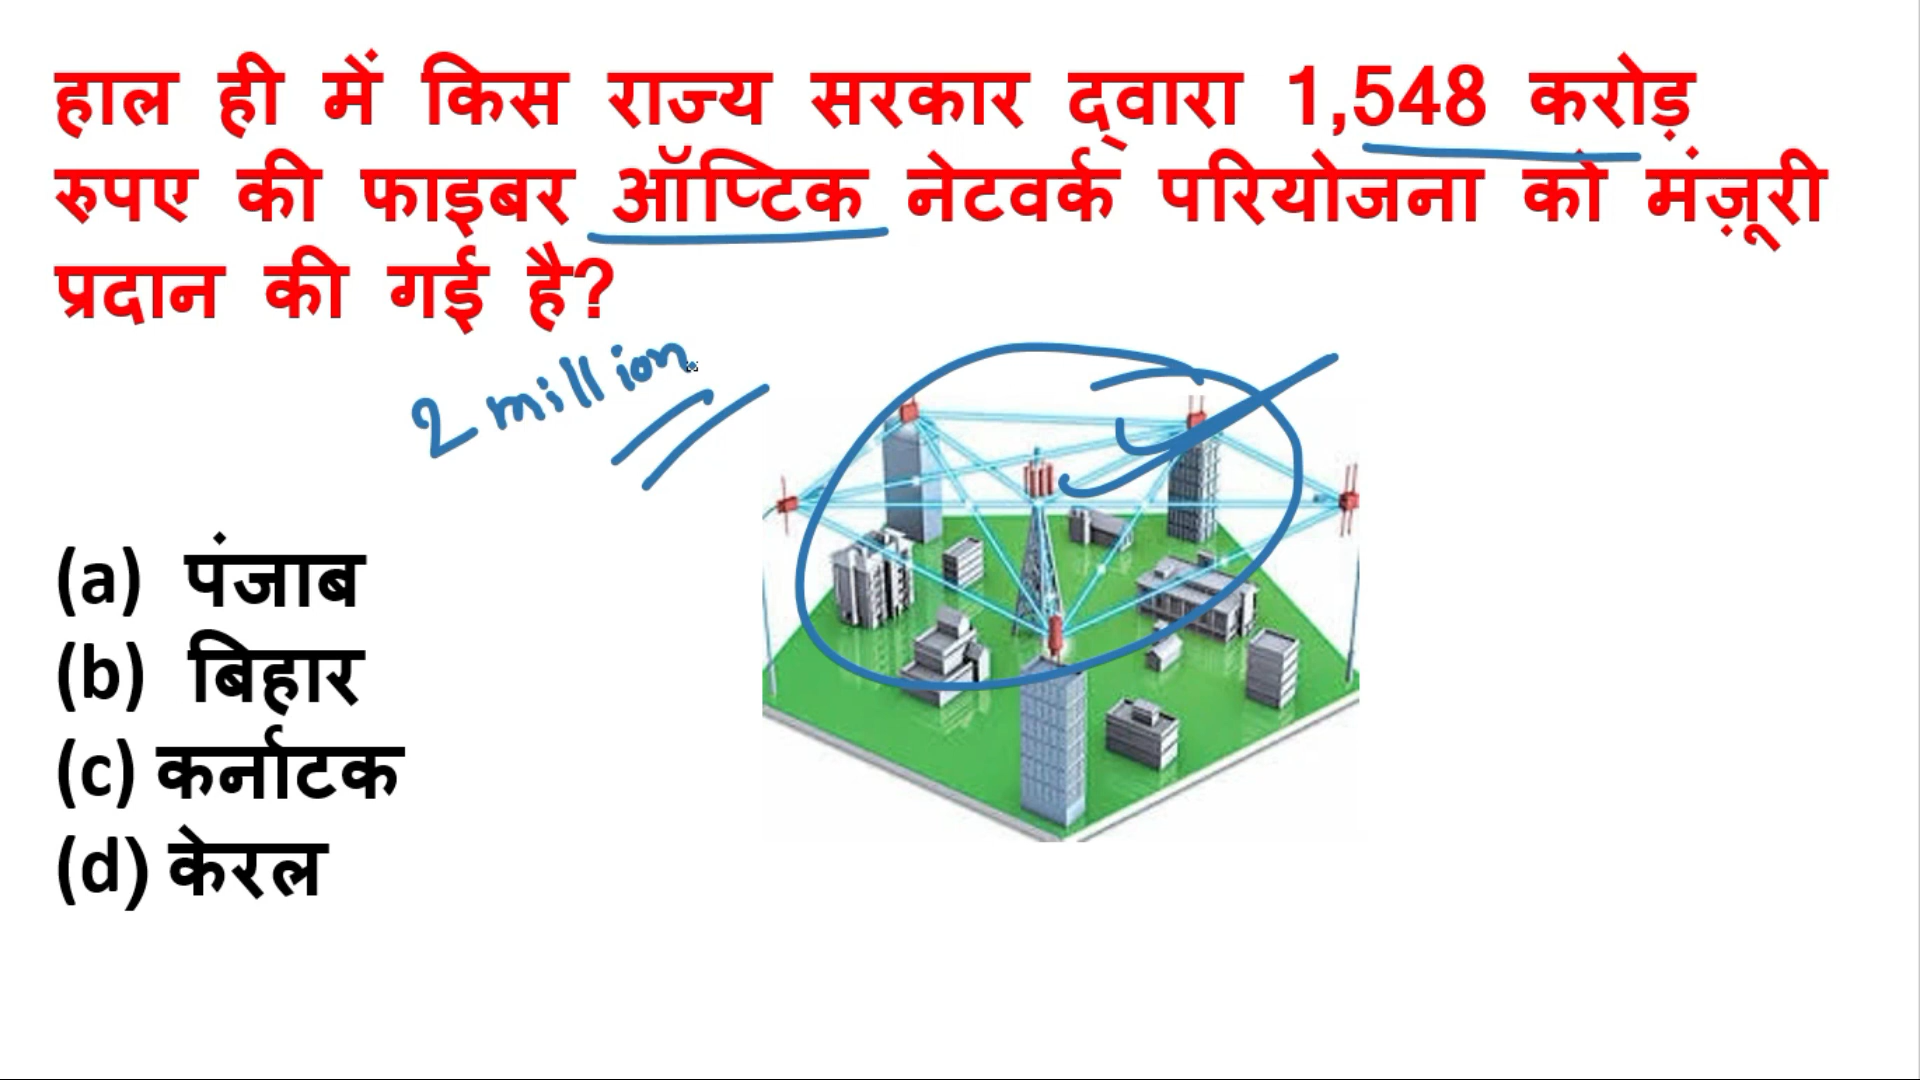 हाल ही में किस राज्य सरकार द्वारा 1,548 करोड़
रुपए की फाइबर ऑप्टिक नेटवर्क परियोजना को मंज़ूरी
प्रदान की गई है?
2 million
(a) पंजाब
(b) बिहार
(c) कर्नाटक
(d) केरल